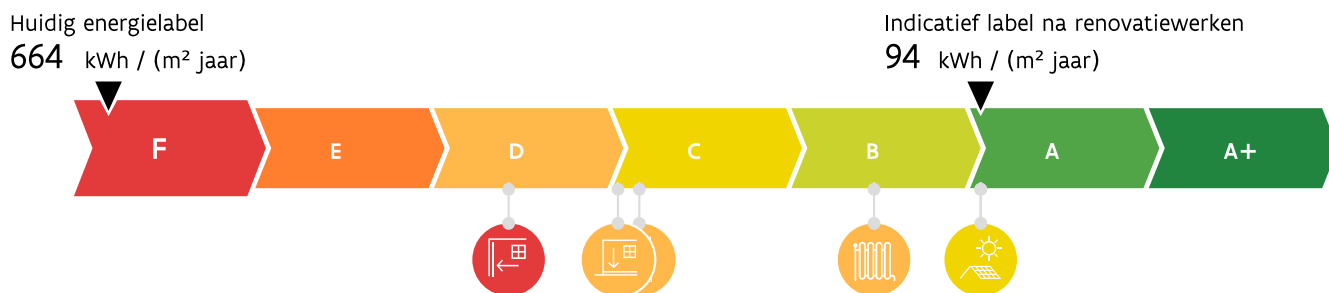 Huidig energielabel
664 kWh / (m² jaar)
Indicatief label na renovatiewerken
94 kWh / (m² jaar)
F E D C B A A+